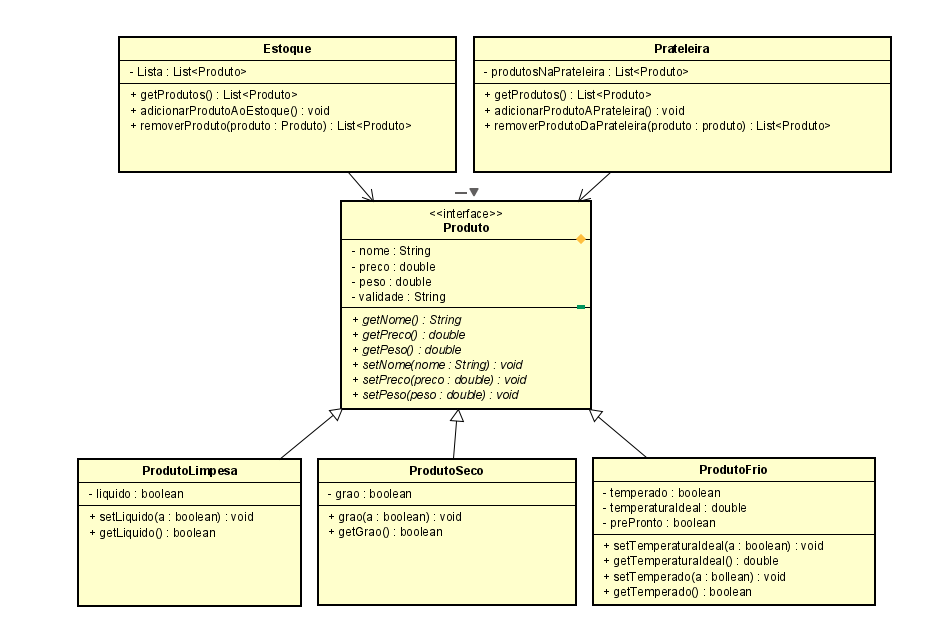 Estoque
- Lista : List<Produto>
+ getProdutos() : List<Produto>
+ adicionarProdutoAoEstoque() : void
+ removerProduto(produto : Produto) : List<Produto>
Prateleira
- produtosNaPrateleira : List<Produto>
+ getProdutos() : List<Produto>
+ adicionarProdutoAPrateleira() : void
+ removerProdutoDaPrateleira(produto : produto) : List<Produto>
<<interface>>
Produto
- nome : String
- preco : double
- peso : double
- validade : String
+ getNome() : String
+ getPreco() : double
+ getPeso() : double
+ setNome(nome : String) : void
+ setPreco(preco : double) : void
+ setPeso(peso : double) : void
ProdutoLimpesa
- liquido : boolean
+ setLiquido(a : boolean) : void
+ getLiquido() : boolean
ProdutoSeco
- grao : boolean
+ grao(a : boolean) : void
+ getGrao() : boolean
ProdutoFrio
- temperado : boolean
- temperaturaIdeal : double
- prePronto : boolean
+ setTemperaturaIdeal(a : boolean) : void
+ getTemperaturaIdeal() : double
+ setTemperado(a : bollean) : void
+ getTemperado() : boolean